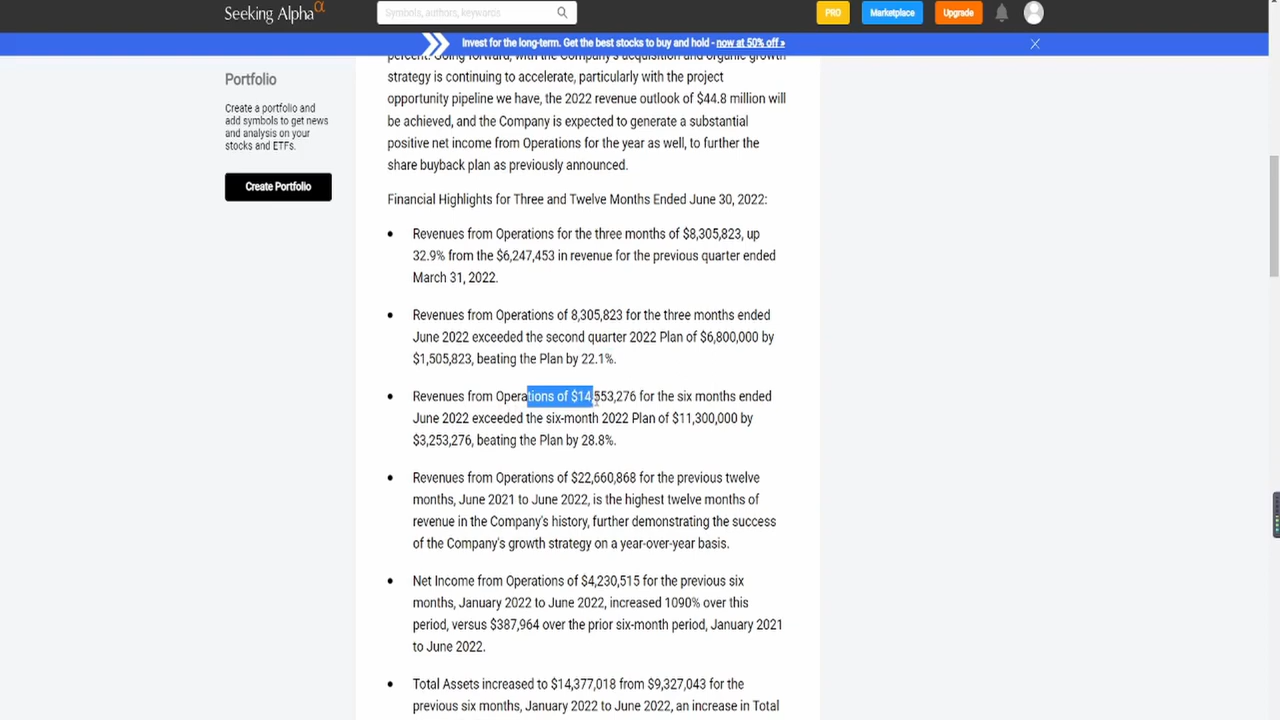 Seeking Alpha α
Symbols, authors, keywords
PRO
Marketplace
Upgrade
Invest for the long-term. Get the best stocks to buy and hold - now at 50% off »
Portfolio
Create a portfolio and
add symbols to get news
and analysis on your
stocks and ETFs.
Create Portfolio
percent. Going forward, with the Company's acquisition and organic growth
strategy is continuing to accelerate, particularly with the project
opportunity pipeline we have, the 2022 revenue outlook of $44.8 million will
be achieved, and the Company is expected to generate a substantial
positive net income from Operations for the year as well, to further the
share buyback plan as previously announced.
Financial Highlights for Three and Twelve Months Ended June 30, 2022:
• Revenues from Operations for the three months of $8,305,823, up
32.9% from the $6,247,453 in revenue for the previous quarter ended
March 31, 2022.
• Revenues from Operations of 8,305,823 for the three months ended
June 2022 exceeded the second quarter 2022 Plan of $6,800,000 by
$1,505,823, beating the Plan by 22.1%.
• Revenues from Operations of $14,553,276 for the six months ended
June 2022 exceeded the six-month 2022 Plan of $11,300,000 by
$3,253,276, beating the Plan by 28.8%.
• Revenues from Operations of $22,660,868 for the previous twelve
months, June 2021 to June 2022, is the highest twelve months of
revenue in the Company's history, further demonstrating the success
of the Company's growth strategy on a year-over-year basis.
• Net Income from Operations of $4,230,515 for the previous six
months, January 2022 to June 2022, increased 1090% over this
period, versus $387,964 over the prior six-month period, January 2021
to June 2022.
• Total Assets increased to $14,377,018 from $9,327,043 for the
previous six months, January 2022 to June 2022, an increase in Total